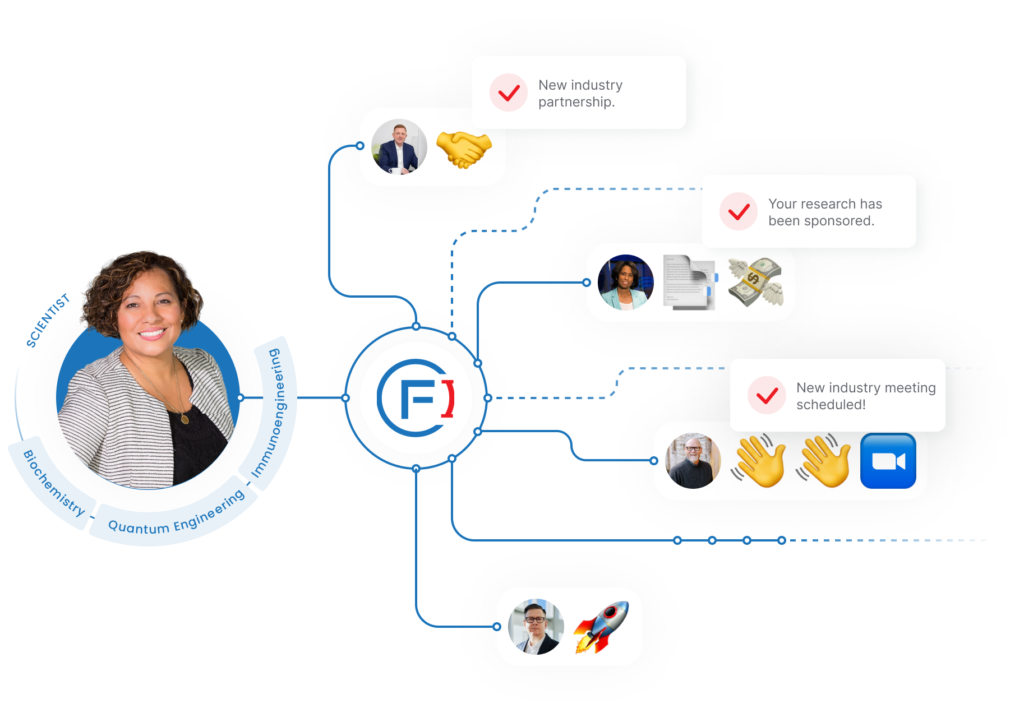 New industry
partnership.
Your research has
been sponsored.
SCIENTIST
New industry meeting
scheduled!
Biochemistry - Quantum Engineering - Immunoengineering
F